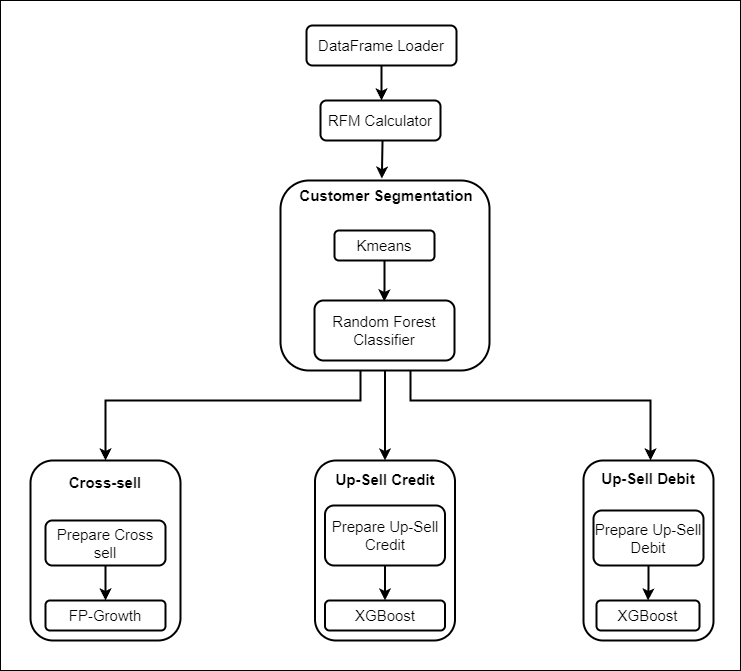 DataFrame Loader
RFM Calculator
Customer Segmentation
Kmeans
Random Forest
Classifier
Cross-sell
Prepare Cross
sell
FP-Growth
Up-Sell Credit
Prepare Up-Sell
Credit
XGBoost
Up-Sell Debit
Prepare Up-Sell
Debit
XGBoost